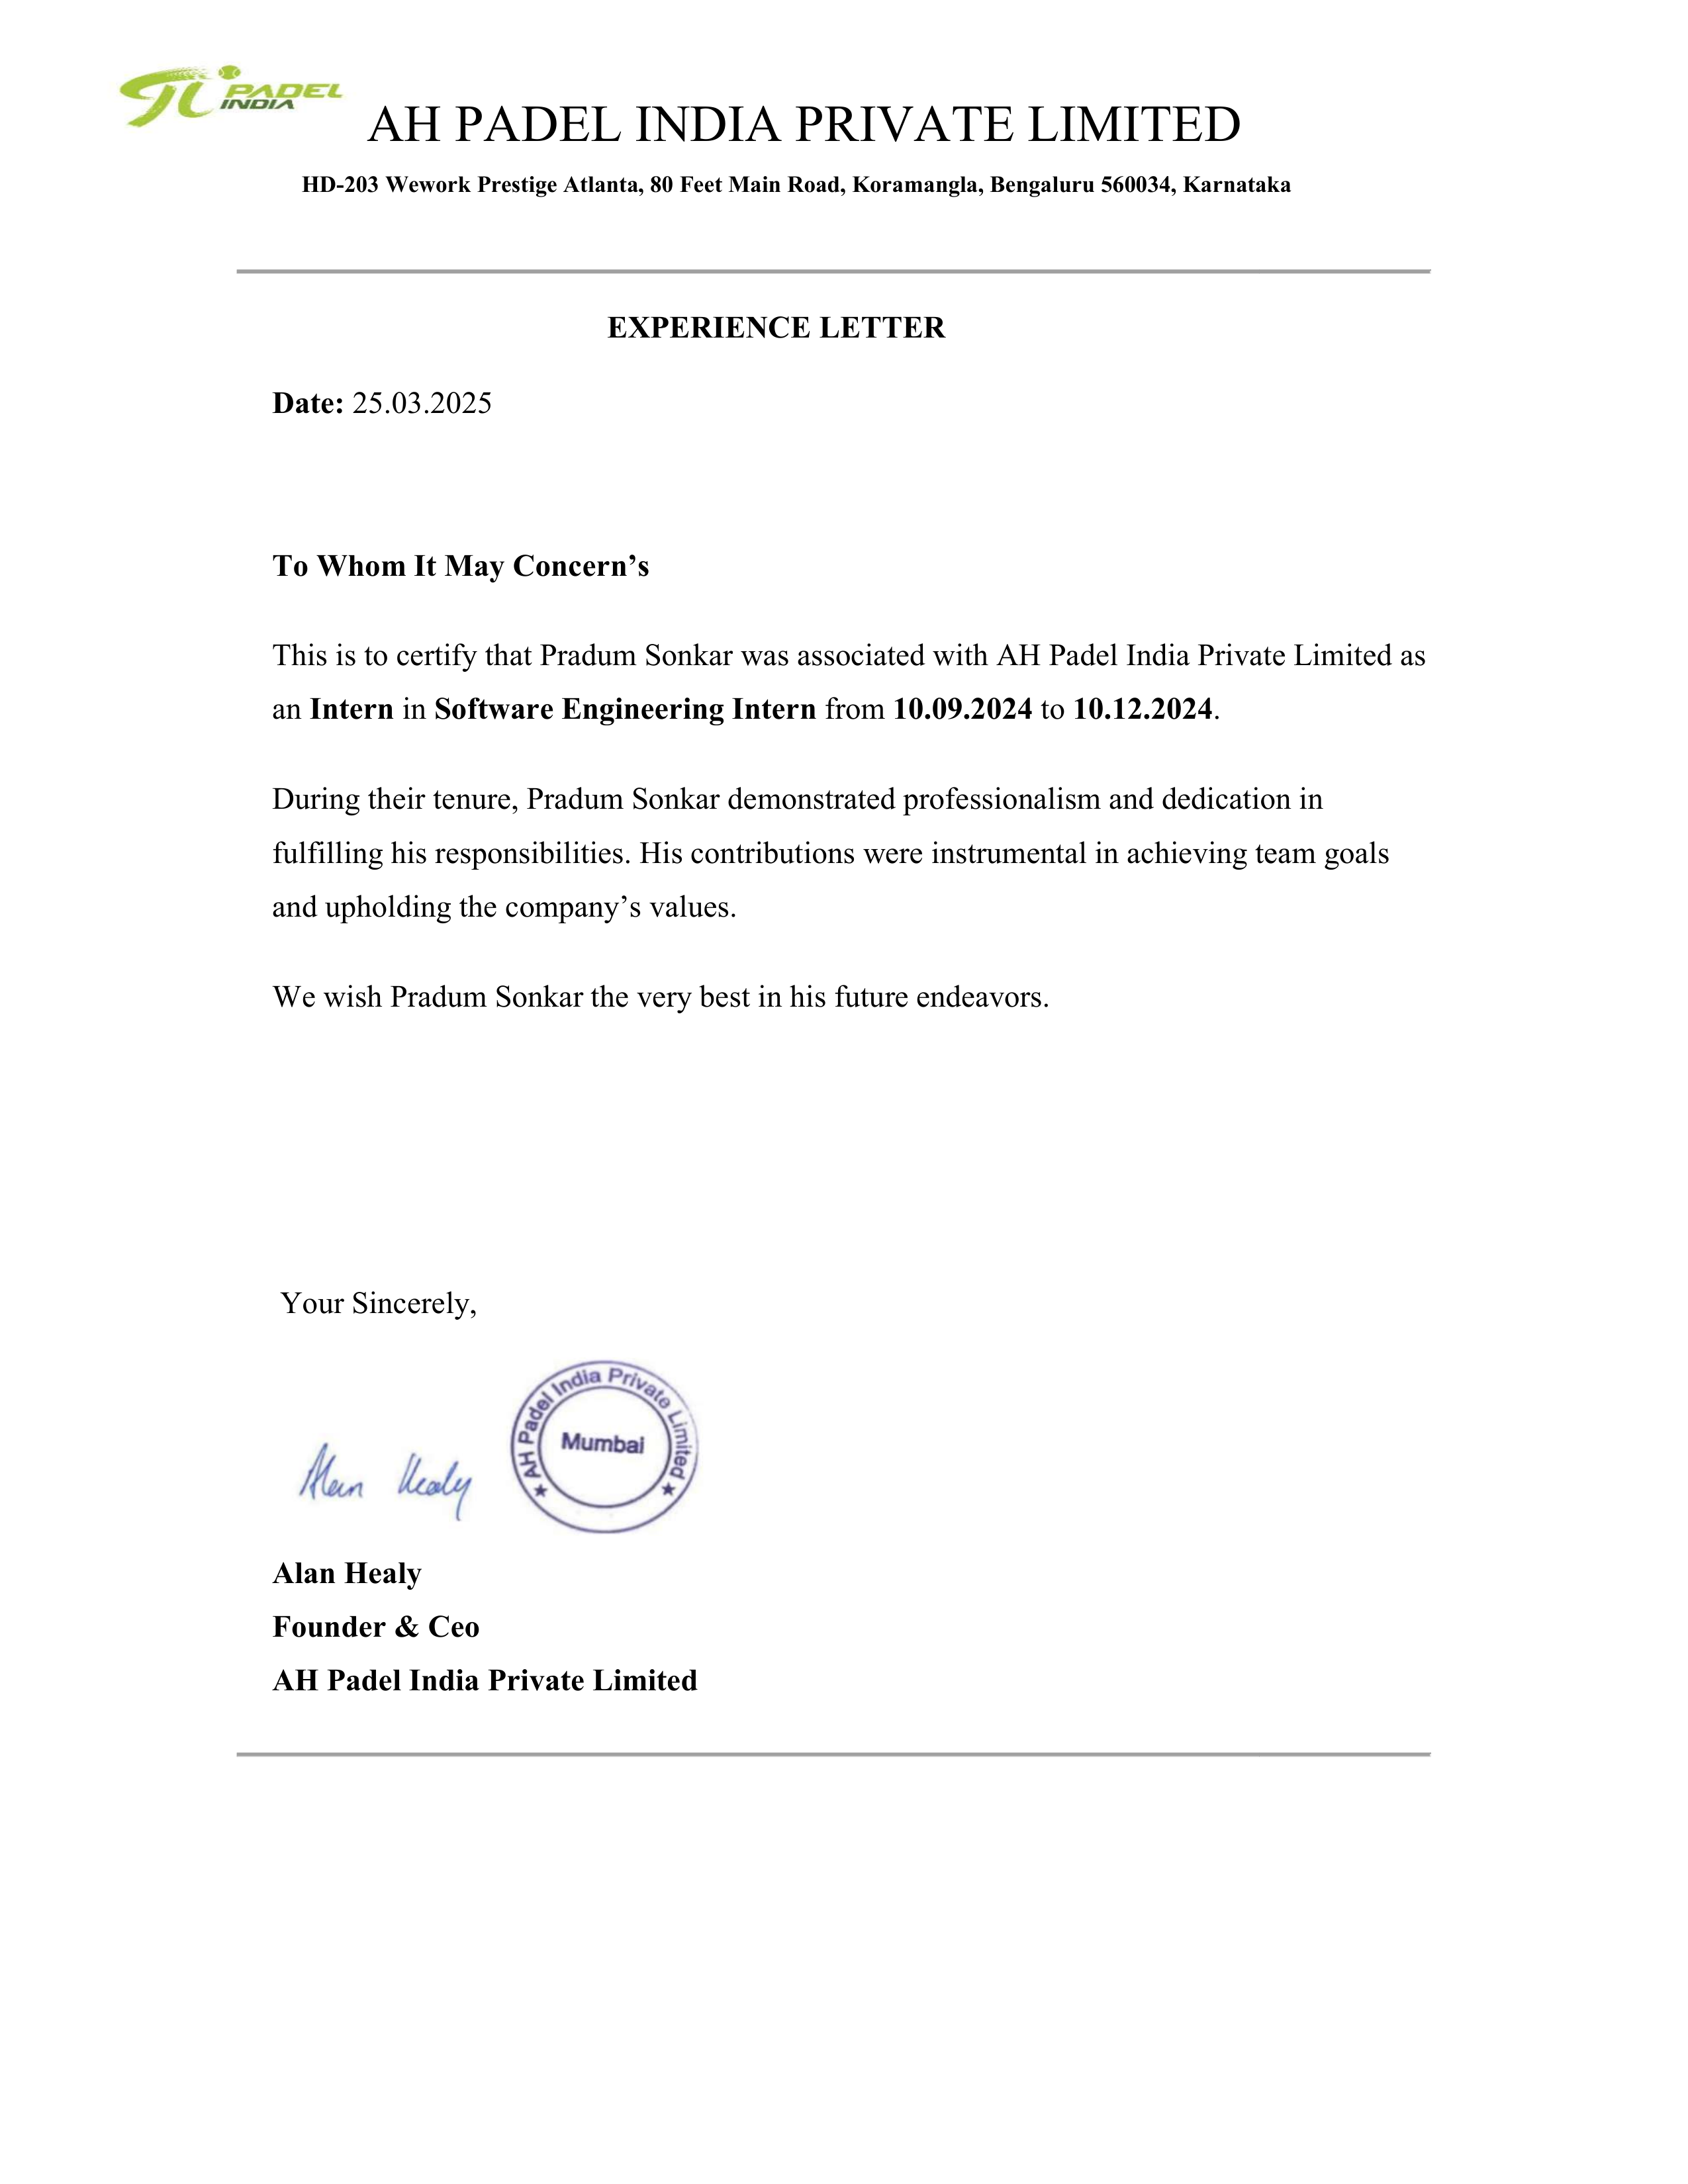 PADEL
INDIA
AH PADEL INDIA PRIVATE LIMITED
HD-203 Wework Prestige Atlanta, 80 Feet Main Road, Koramangla, Bengaluru 560034, Karnataka
EXPERIENCE LETTER
Date: 25.03.2025
To Whom It May Concern’s
This is to certify that Pradum Sonkar was associated with AH Padel India Private Limited as
an Intern in Software Engineering Intern from 10.09.2024 to 10.12.2024.
During their tenure, Pradum Sonkar demonstrated professionalism and dedication in
fulfilling his responsibilities. His contributions were instrumental in achieving team goals
and upholding the company’s values.
We wish Pradum Sonkar the very best in his future endeavors.
Your Sincerely,
Alan Healy
★ AH Padel India Private Limited ★
Mumbai
Alan Healy
Founder & Ceo
AH Padel India Private Limited